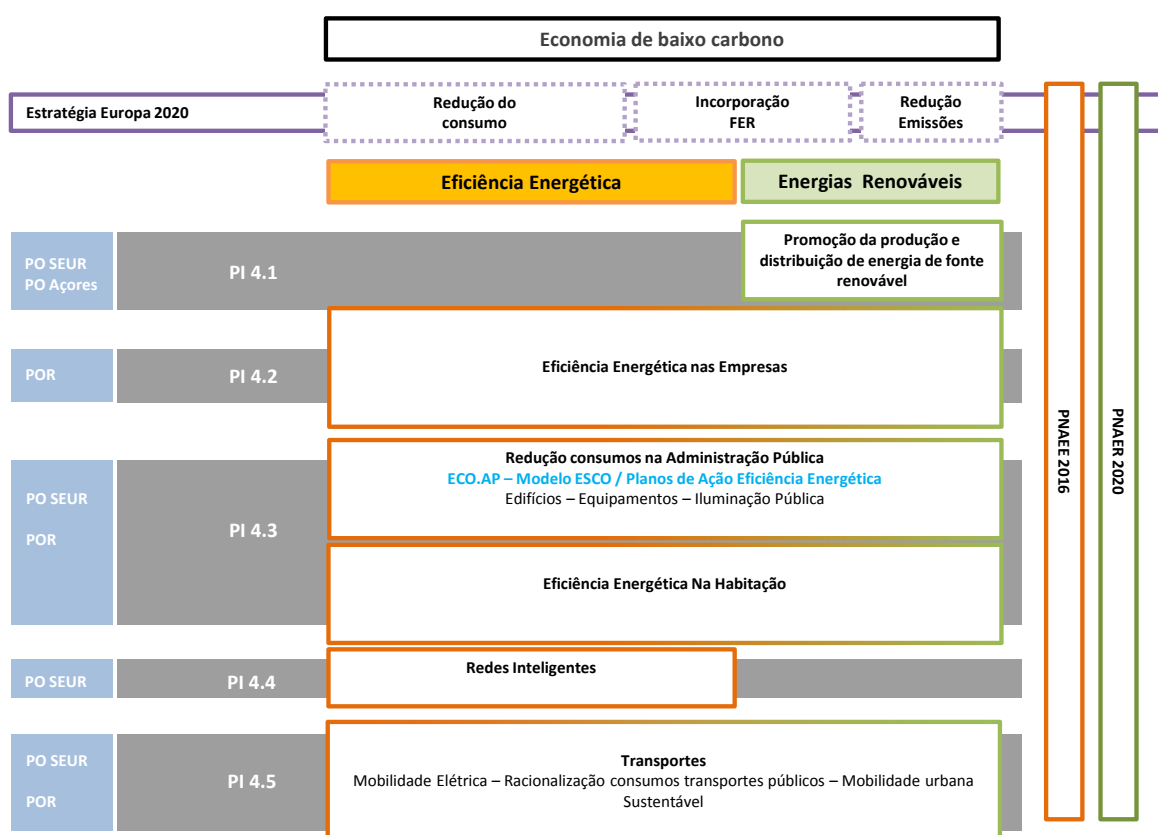 Economia de baixo carbono
Estratégia Europa 2020
Redução do
consumo
Incorporação
FER
Redução
Emissões
Eficiência Energética
Energias Renováveis
PO SEUR
PO Açores
PI 4.1
Promoção da produção e
distribuição de energia de fonte
renovável
POR
PI 4.2
Eficiência Energética nas Empresas
PO SEUR
POR
PI 4.3
Redução consumos na Administração Pública
ECO.AP – Modelo ESCO / Planos de Ação Eficiência Energética
Edifícios – Equipamentos – Iluminação Pública
Eficiência Energética Na Habitação
PO SEUR
PI 4.4
Redes Inteligentes
PO SEUR
POR
PI 4.5
Transportes
Mobilidade Elétrica – Racionalização consumos transportes públicos – Mobilidade urbana
Sustentável
PNAEE 2016
PNAER 2020